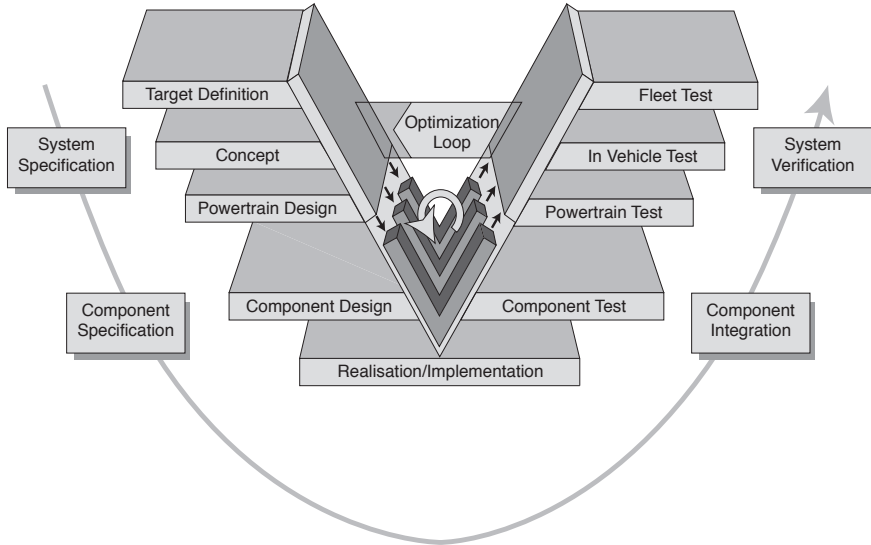 Target Definition
Fleet Test
Optimization
Loop
System
Specification
System
Verification
Concept
In Vehicle Test
Powertrain Design
Powertrain Test
Component
Specification
Component Design
Component Test
Component
Integration
Realisation/Implementation